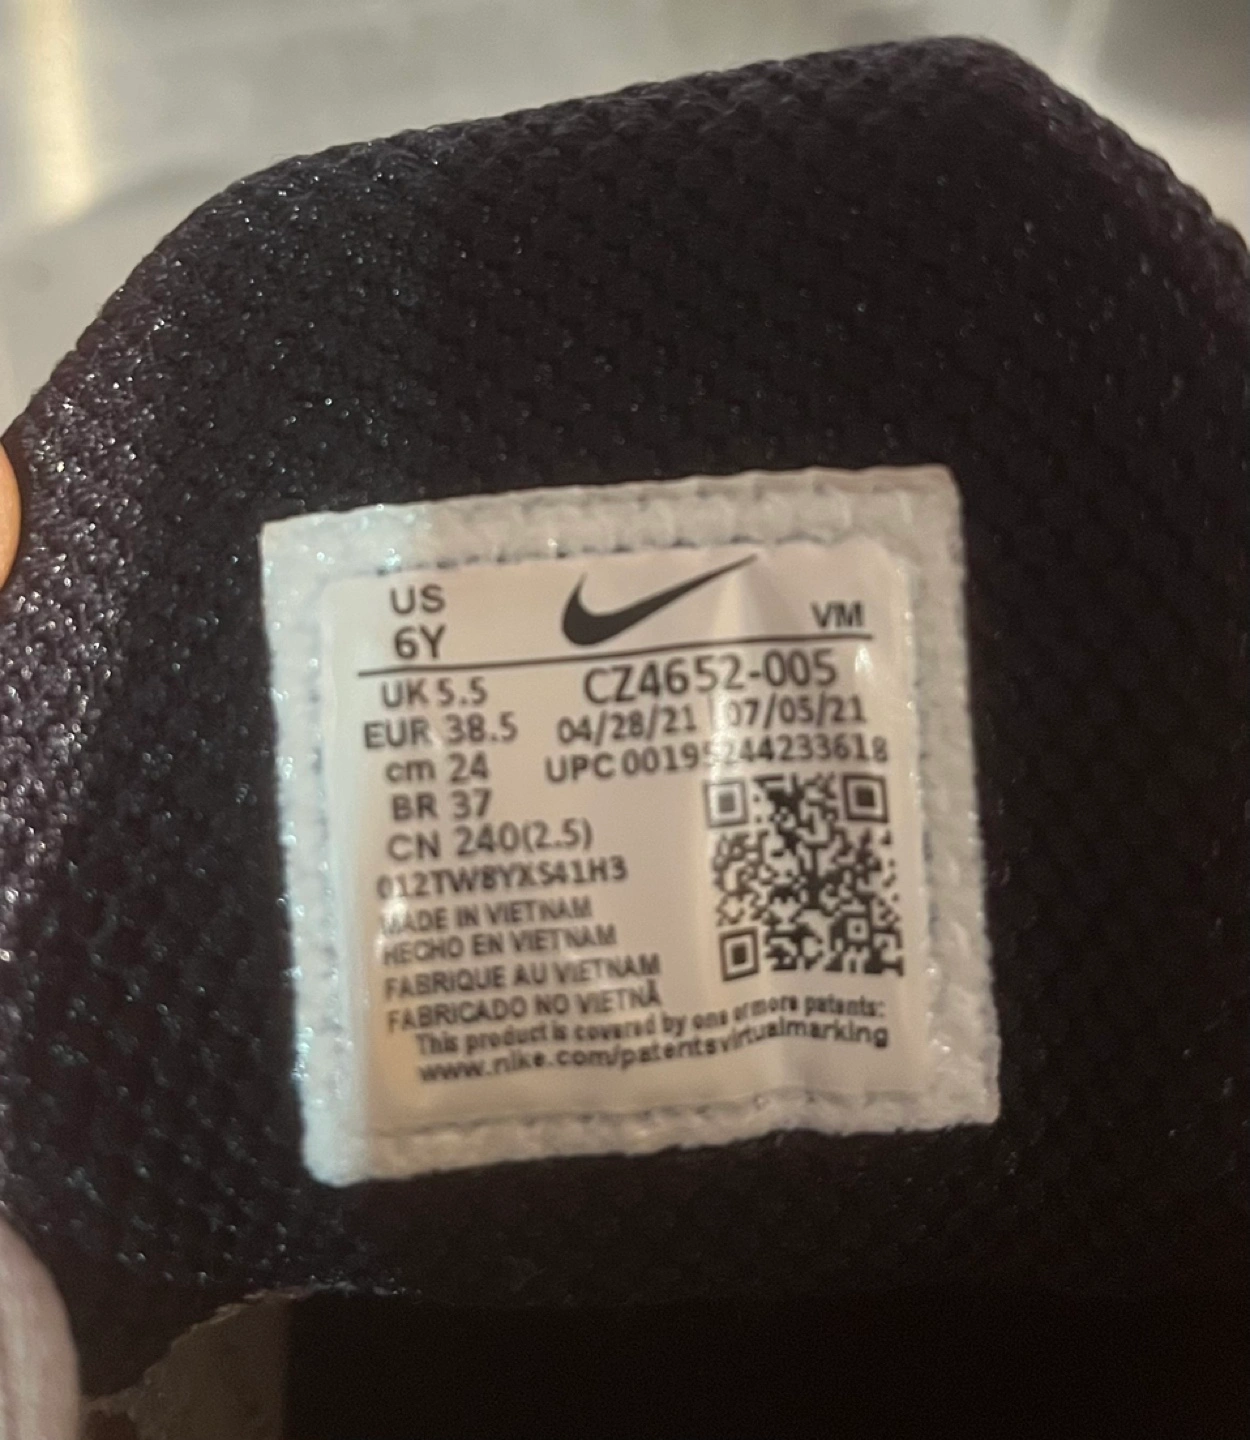 US
6Y
VM
UK 5.5
EUR 38.5
cm 24
BR 37
CN 240(2.5)
CZ4652-005
04/28/21 07/05/21
UPC 00195244233618
012TW8YXS41H3
MADE IN VIETNAM
HECHO EN VIETNAM
FABRIQUE AU VIETNAM
FABRICADO NO VIETNÃ
This product is covered by one or more patents:
www.nike.com/patentsvirtualmarking